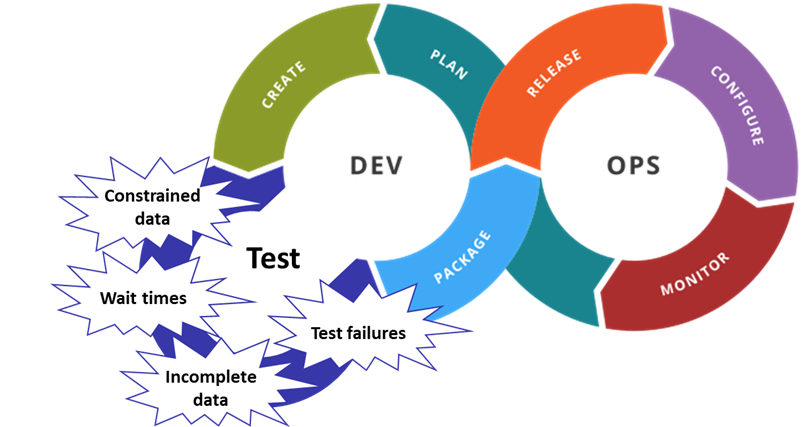 CREATE
PLAN
RELEASE
CONFIGURE
DEV
OPS
Constrained
data
Test
PACKAGE
MONITOR
Wait times
Test failures
Incomplete
data